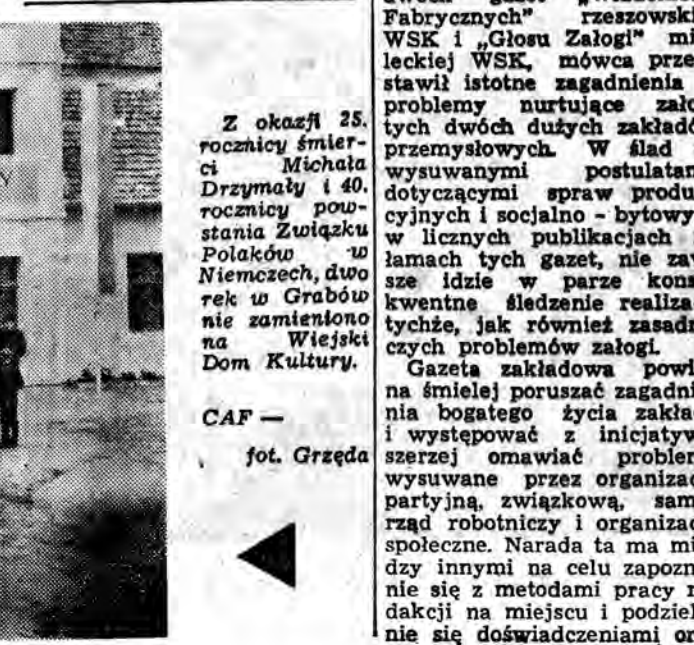 Y
Z okazji 25.
rocznicy śmier-
ci Michała
Drzymały i 40.
rocznicy pow-
stania Związku
Polaków w
Niemczech, dwo
rek w Grabów
nie zamieniono
na Wiejski
Dom Kultury.
CAF —
fot. Grzęda
Fabrycznych” rzeszowski
WSK i „Głosu Załogi” mi
leckiej WSK, mówca prze
stawił istotne zagadnienia
problemy nurtujące zało
tych dwóch dużych zakładó
przemysłowych. W ślad
wysuwanymi postulatam
dotyczącymi spraw produ
cyjnych i socjalno - bytowy
w licznych publikacjach
łamach tych gazet, nie zaw
sze idzie w parze kons
kwentne śledzenie realiza
tychże, jak również zasadn
czych problemów załogi.
Gazeta zakładowa powi
na śmielej poruszać zagadni
nia bogatego życia zakła
i występować z inicjatyw
szerzej omawiać problem
wysuwane przez organizac
partyjną, związkową, sam
rząd robotniczy i organizac
społeczne. Narada ta ma mi
dzy innymi na celu zapozn
nie się z metodami pracy r
dakcji na miejscu i podziel
nie się doświadczeniami or